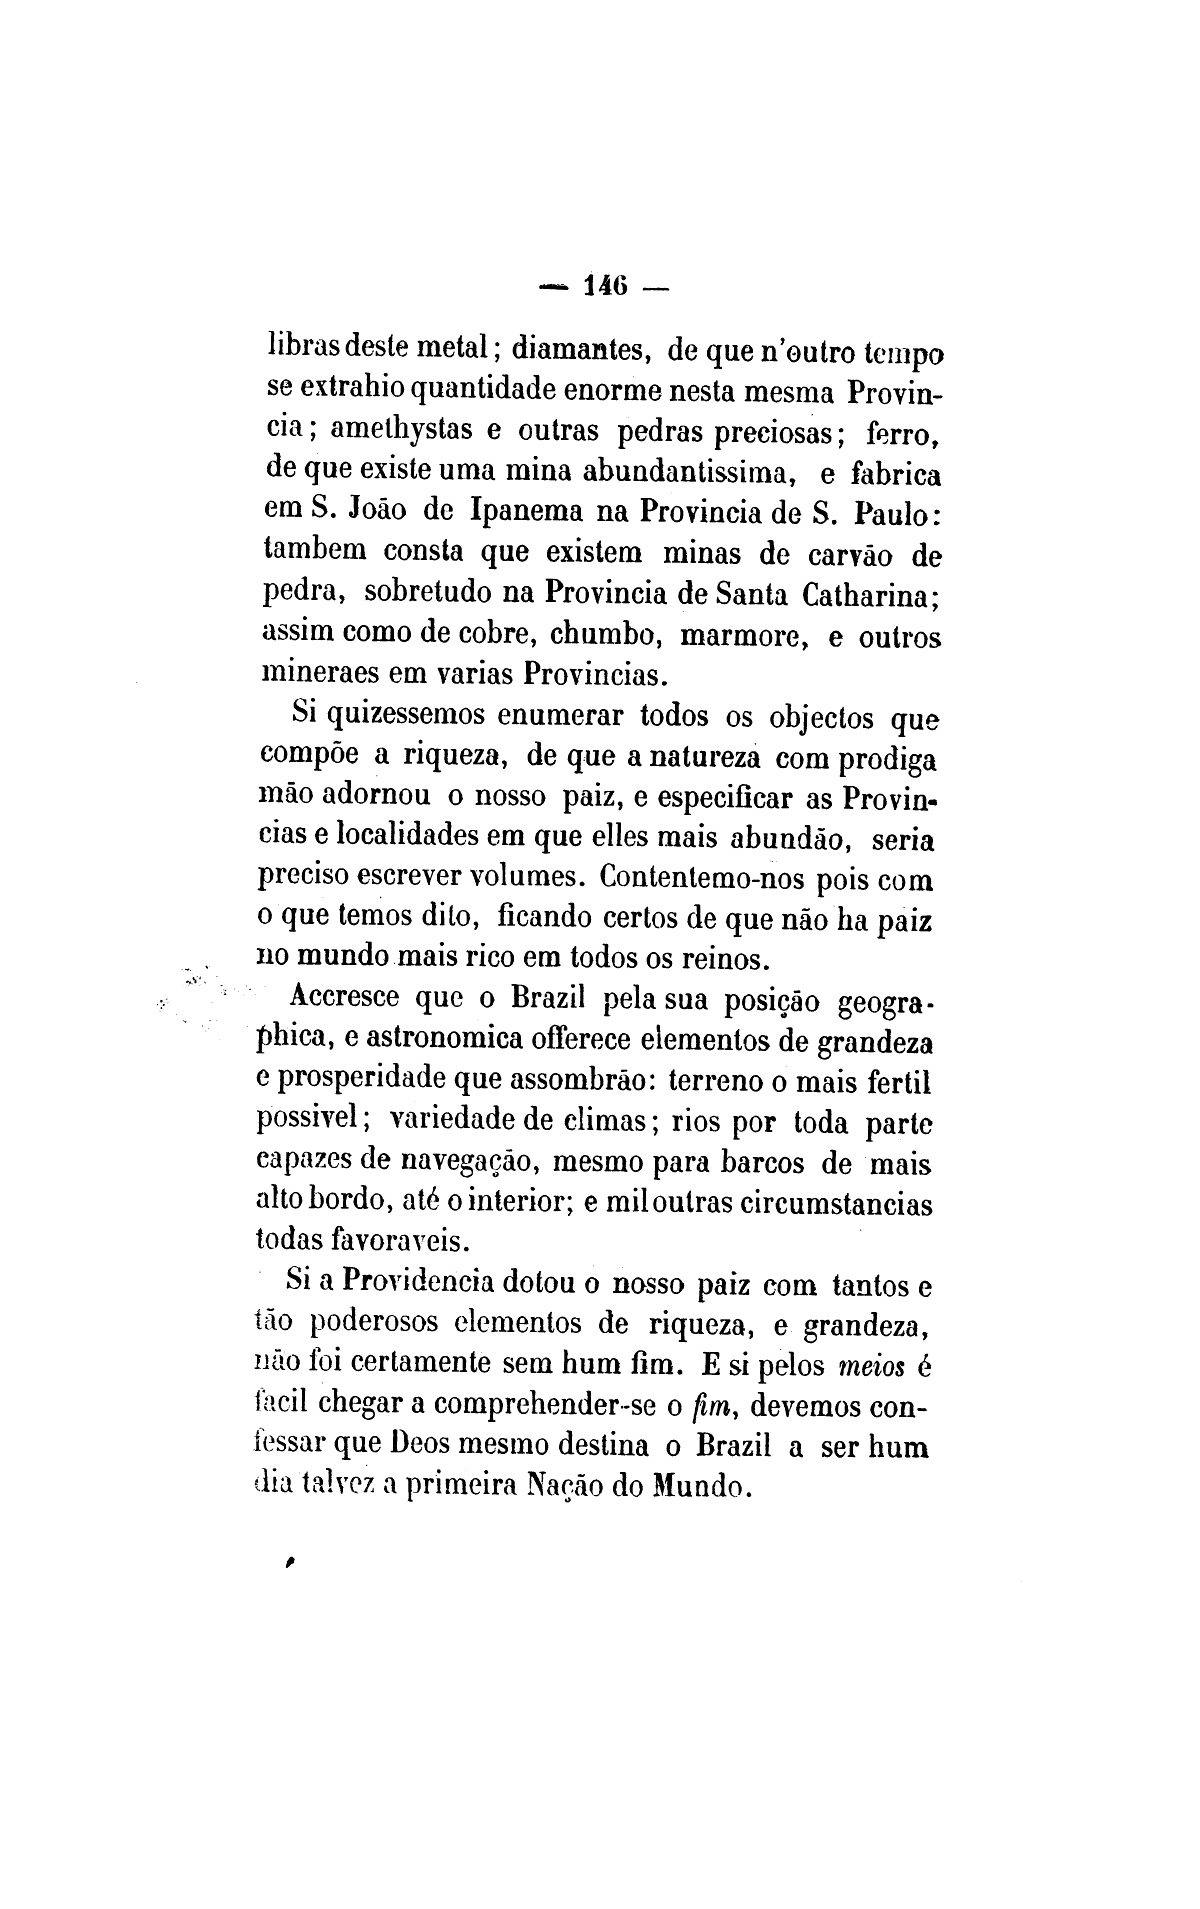 — 146 —
libras deste metal; diamantes, de que n'outro tempo
se extrahio quantidade enorme nesta mesma Provin-
cia; amethystas e outras pedras preciosas; ferro,
de que existe uma mina abundantissima, e fabrica
em S. João de Ipanema na Provincia de S. Paulo:
tambem consta que existem minas de carvão de
pedra, sobretudo na Provincia de Santa Catharina;
assim como de cobre, chumbo, marmore, e outros
mineraes em varias Provincias.
Si quizessemos enumerar todos os objectos que
compõe a riqueza, de que a natureza com prodiga
mão adornou o nosso paiz, e especificar as Provin-
cias e localidades em que elles mais abundão, seria
preciso escrever volumes. Contentemo-nos pois com
o que temos dito, ficando certos de que não ha paiz
no mundo mais rico em todos os reinos.
Accresce que o Brazil pela sua posição geogra-
phica, e astronomica offerece elementos de grandeza
e prosperidade que assombrão: terreno o mais fertil
possivel; variedade de climas; rios por toda parte
capazes de navegação, mesmo para barcos de mais
alto bordo, até o interior; e mil outras circumstancias
todas favoraveis.
Si a Providencia dotou o nosso paiz com tantos e
tão poderosos elementos de riqueza, e grandeza,
não foi certamente sem hum fim. E si pelos meios é
facil chegar a comprehender-se o fim, devemos con-
fessar que Deos mesmo destina o Brazil a ser hum
dia talvez a primeira Nação do Mundo.